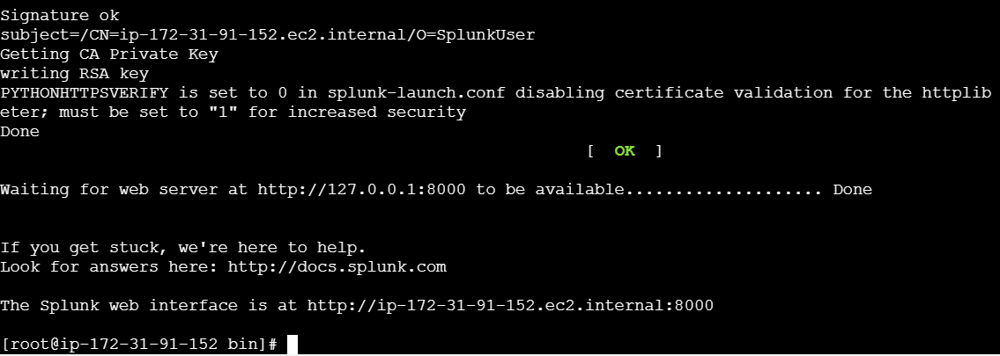 Signature ok
subject=/CN=ip-172-31-91-152.ec2.internal/O=SplunkUser
Getting CA Private Key
writing RSA key
PYTHONHTTPSVERIFY is set to 0 in splunk-launch.conf disabling certificate validation for the httplib
eter; must be set to "1" for increased security
Done
[  OK  ]
Waiting for web server at http://127.0.0.1:8000 to be available.................... Done
If you get stuck, we're here to help.
Look for answers here: http://docs.splunk.com
The Splunk web interface is at http://ip-172-31-91-152.ec2.internal:8000
[root@ip-172-31-91-152 bin]#